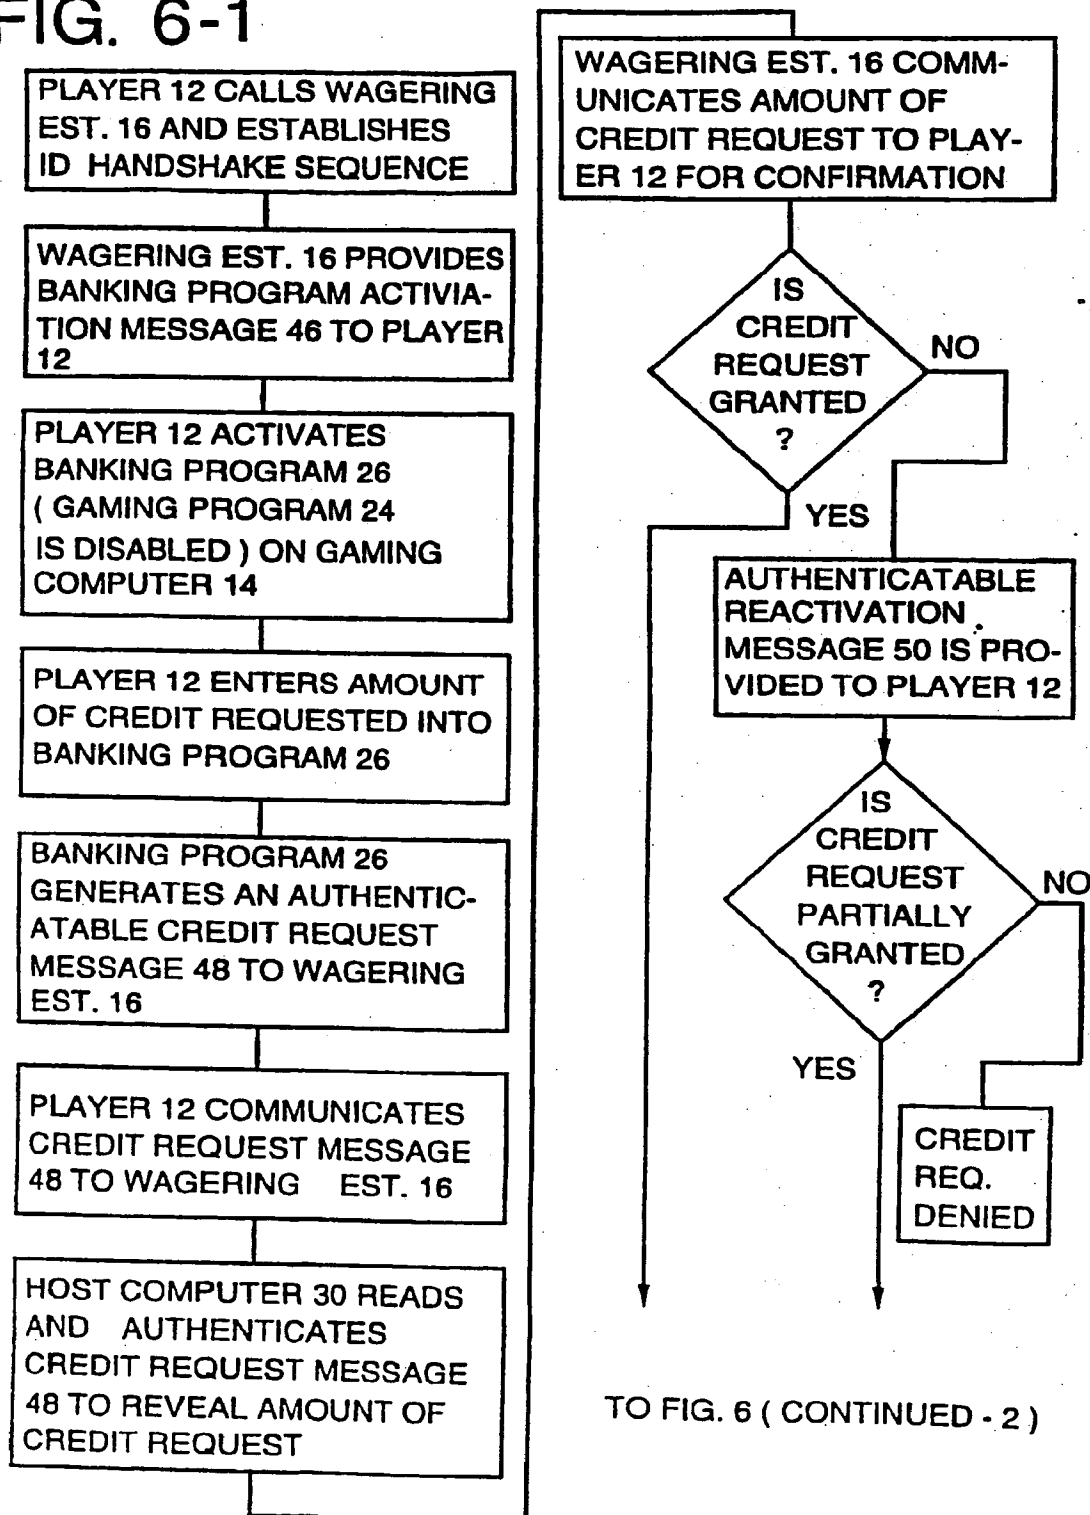 FIG. 6-1
PLAYER 12 CALLS WAGERING
EST. 16 AND ESTABLISHES
ID HANDSHAKE SEQUENCE
WAGERING EST. 16 PROVIDES
BANKING PROGRAM ACTIVIA-
TION MESSAGE 46 TO PLAYER
12
PLAYER 12 ACTIVATES
BANKING PROGRAM 26
( GAMING PROGRAM 24
IS DISABLED ) ON GAMING
COMPUTER 14
PLAYER 12 ENTERS AMOUNT
OF CREDIT REQUESTED INTO
BANKING PROGRAM 26
BANKING PROGRAM 26
GENERATES AN AUTHENTIC-
ATABLE CREDIT REQUEST
MESSAGE 48 TO WAGERING
EST. 16
PLAYER 12 COMMUNICATES
CREDIT REQUEST MESSAGE
48 TO WAGERING EST. 16
HOST COMPUTER 30 READS
AND AUTHENTICATES
CREDIT REQUEST MESSAGE
48 TO REVEAL AMOUNT OF
CREDIT REQUEST
WAGERING EST. 16 COMM-
UNICATES AMOUNT OF
CREDIT REQUEST TO PLAY-
ER 12 FOR CONFIRMATION
IS
CREDIT
REQUEST
GRANTED
?
NO
YES
AUTHENTICATABLE
REACTIVATION
MESSAGE 50 IS PRO-
VIDED TO PLAYER 12
IS
CREDIT
REQUEST
PARTIALLY
GRANTED
?
NO
YES
CREDIT
REQ.
DENIED
TO FIG. 6 ( CONTINUED - 2 )